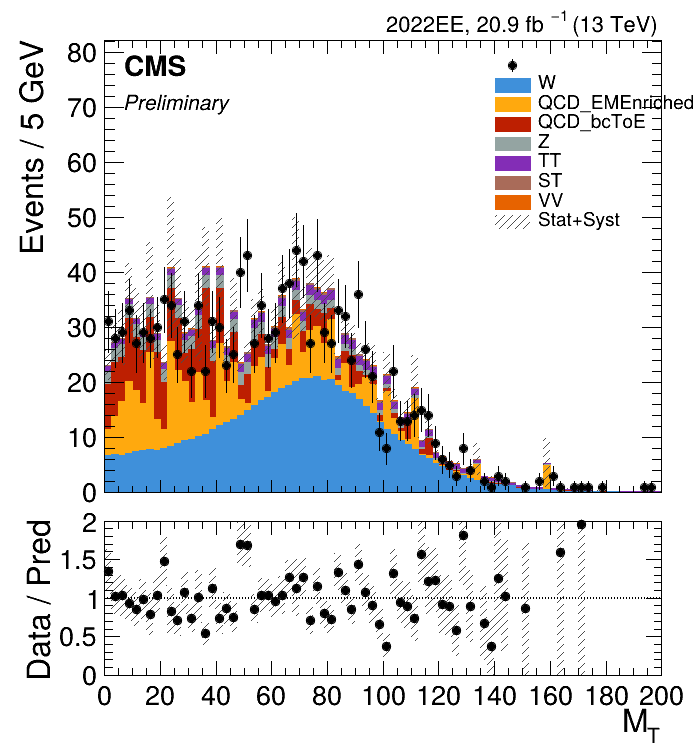 2022EE, 20.9 fb ⁻¹ (13 TeV)
CMS
Preliminary
W
QCD_EMEnriched
QCD_bcToE
Z
TT
ST
VV
Stat+Syst
Events / 5 GeV
80
70
60
50
40
30
20
10
0
Data / Pred
2
1.5
1
0.5
0
0 20 40 60 80 100 120 140 160 180 200
M_T